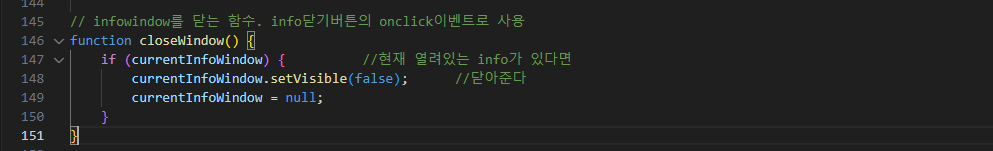 145 // infowindow를 닫는 함수. info닫기버튼의 onclick이벤트로 사용
146 function closeWindow() {
147 if (currentInfoWindow) { //현재 열려있는 info가 있다면
148 currentInfoWindow.setVisible(false); //닫아준다
149 currentInfoWindow = null;
150 }
151 }